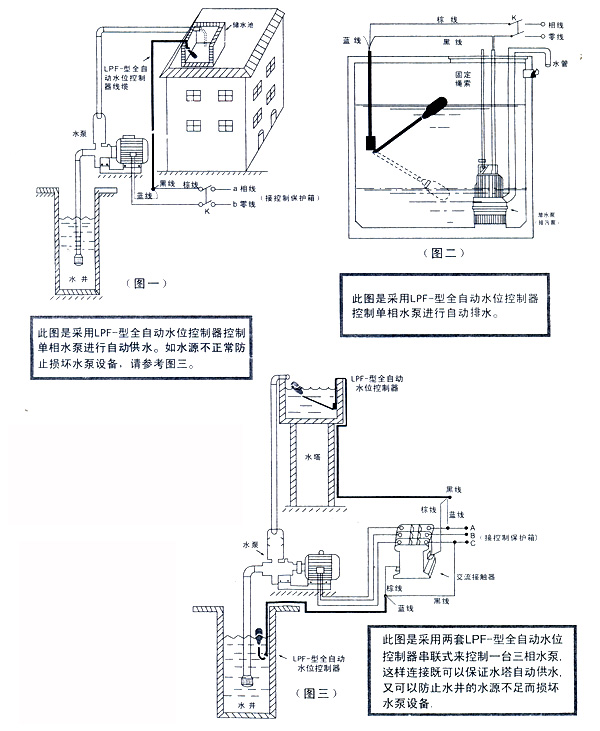 储水池
LPF-型全自
动水位控制
器线缆
水泵
黑线
棕线
a 相线
蓝线
(接控制保护箱)
K
b 零线
水井
(图一)
此图是采用LPF-型全自动水位控制器控制
单相水泵进行自动供水。如水源不正常防
止损坏水泵设备，请参考图三。
棕线
K
相线
蓝线
黑线
零线
水管
固定
绳索
潜水泵
排污泵
(图二)
此图是采用LPF-型全自动水位控制器
控制单相水泵进行自动排水。
LPF-型全自动
水位控制器
水塔
黑线
棕线
蓝线
A
B
(接控制保护箱)
C
水泵
交流接触器
棕线
黑线
蓝线
LPF-型全自动
水位控制器
水井
(图三)
此图是采用两套LPF-型全自动水位
控制器串联式来控制一台三相水泵,
这样连接既可以保证水塔自动供水,
又可以防止水井的水源不足而损坏
水泵设备.